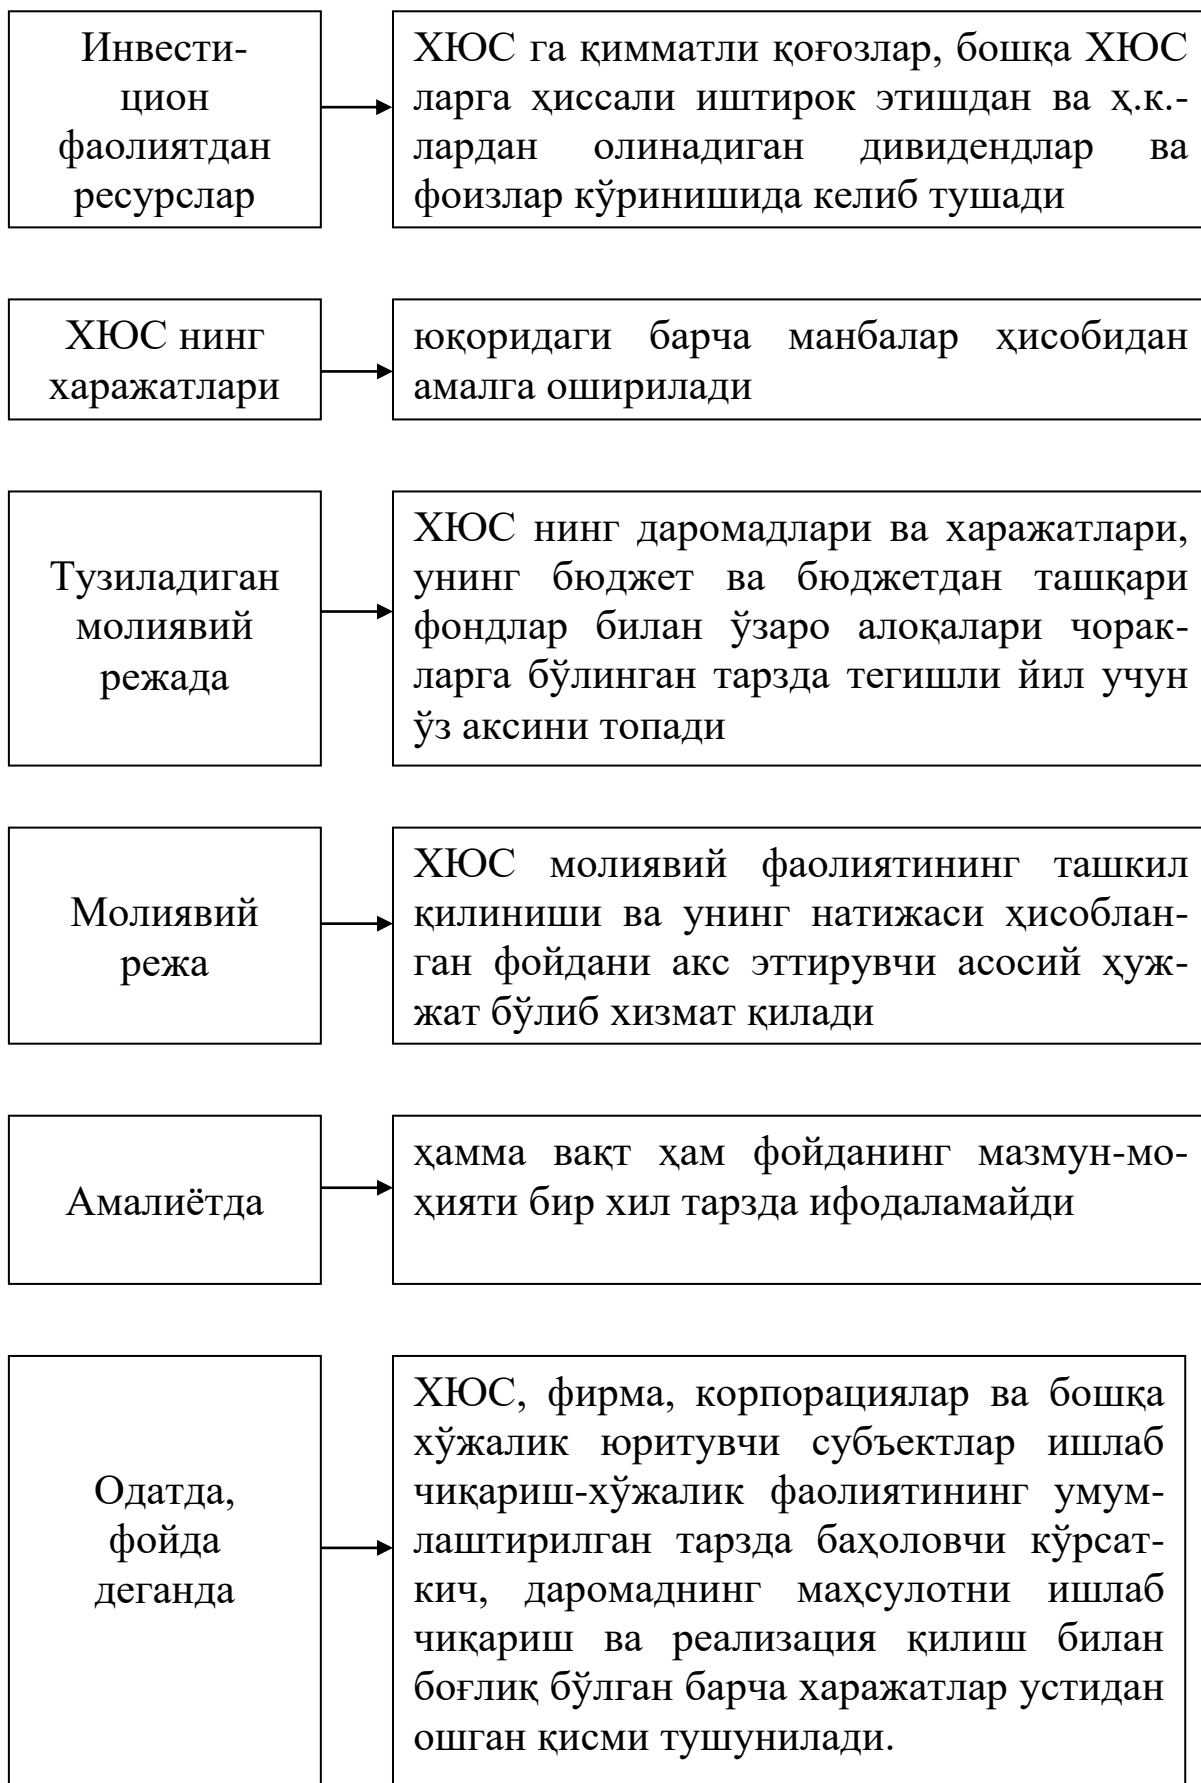 Инвести-
цион
фаолиятдан
ресурслар
ХЮС га қимматли қоғозлар, бошқа ХЮС
ларга ҳиссали иштирок этишдан ва ҳ.к.-
лардан олинадиган дивидендлар ва
фоизлар кўринишида келиб тушади
ХЮС нинг
харажатлари
юқоридаги барча манбалар ҳисобидан
амалга оширилади
Тузиладиган
молиявий
режада
ХЮС нинг даромадлари ва харажатлари,
унинг бюджет ва бюджетдан ташқари
фондлар билан ўзаро алоқалари чорак-
ларга бўлинган тарзда тегишли йил учун
ўз аксини топади
Молиявий
режа
ХЮС молиявий фаолиятининг ташкил
қилиниши ва унинг натижаси ҳисоблан-
ган фойдани акс эттирувчи асосий ҳуж-
жат бўлиб хизмат қилади
Амалиётда
ҳамма вақт ҳам фойданинг мазмун-мо-
ҳияти бир хил тарзда ифодаламайди
Одатда,
фойда
деганда
ХЮС, фирма, корпорациялар ва бошқа
хўжалик юритувчи субъектлар ишлаб
чиқариш-хўжалик фаолиятининг умум-
лаштирилган тарзда баҳоловчи кўрсат-
кич, даромаднинг маҳсулотни ишлаб
чиқариш ва реализация қилиш билан
боғлиқ бўлган барча харажатлар устидан
ошган қисми тушунилади.